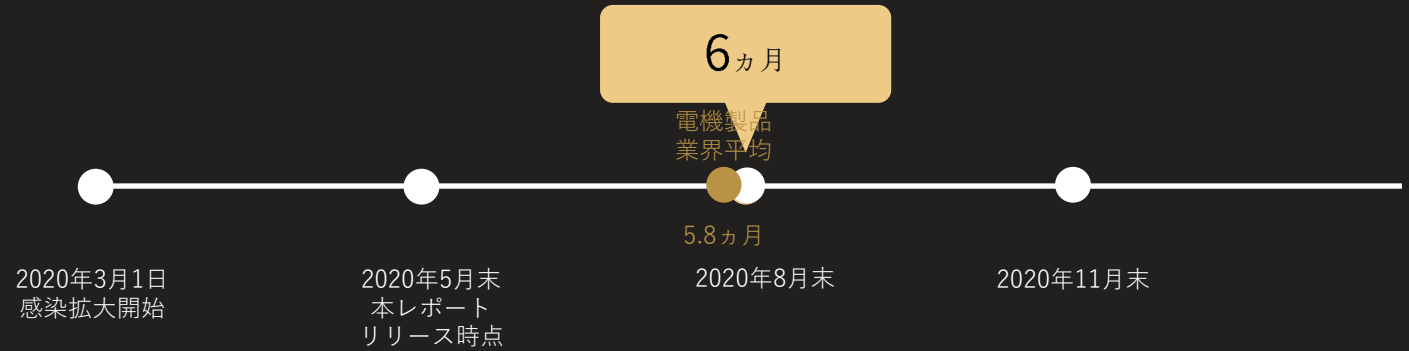 6ヵ月
電機製品
業界平均
5.8ヵ月
2020年3月1日
感染拡大開始
2020年5月末
本レポート
リリース時点
2020年8月末
2020年11月末